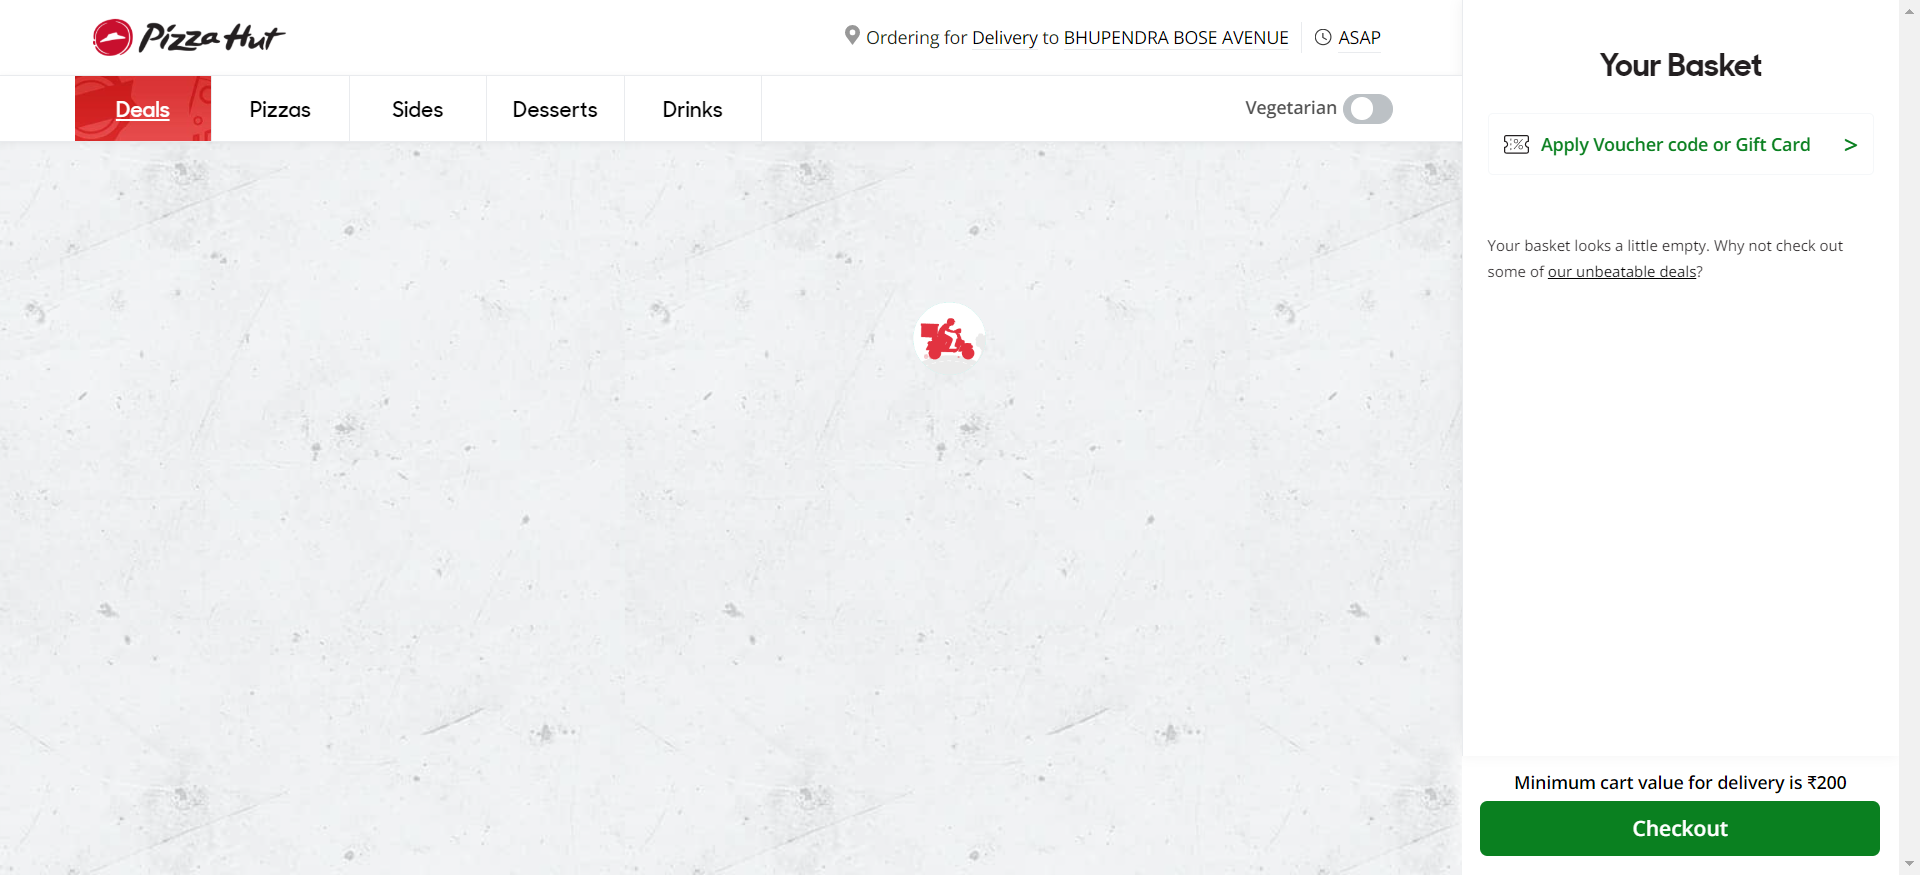 Pizza Hut
Ordering for Delivery to BHUPENDRA BOSE AVENUE
ASAP
Deals
Pizzas
Sides
Desserts
Drinks
Vegetarian
Your Basket
Apply Voucher code or Gift Card >
Your basket looks a little empty. Why not check out
some of our unbeatable deals?
Minimum cart value for delivery is ₹200
Checkout